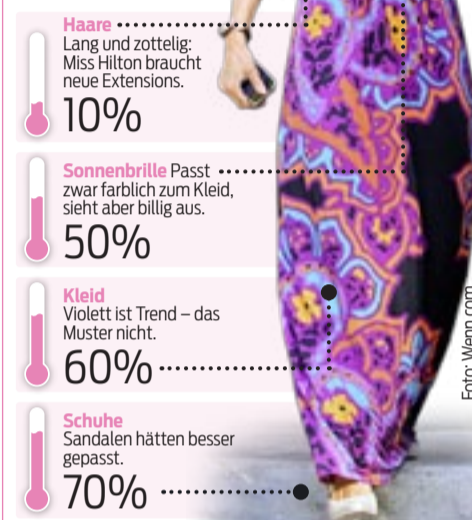 Haare
Lang und zottelig:
Miss Hilton braucht
neue Extensions.
10%
Sonnenbrille Passt
zwar farblich zum Kleid,
sieht aber billig aus.
50%
Kleid
Violett ist Trend – das
Muster nicht.
60%
Schuhe
Sandalen hätten besser
gepasst.
70%
Foto: Wenn.com